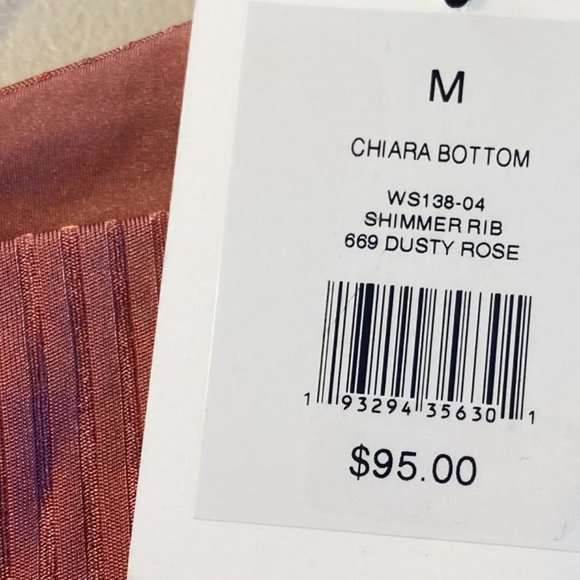 M
CHIARA BOTTOM
WS138-04
SHIMMER RIB
669 DUSTY ROSE
1 93294 35630 1
$95.00